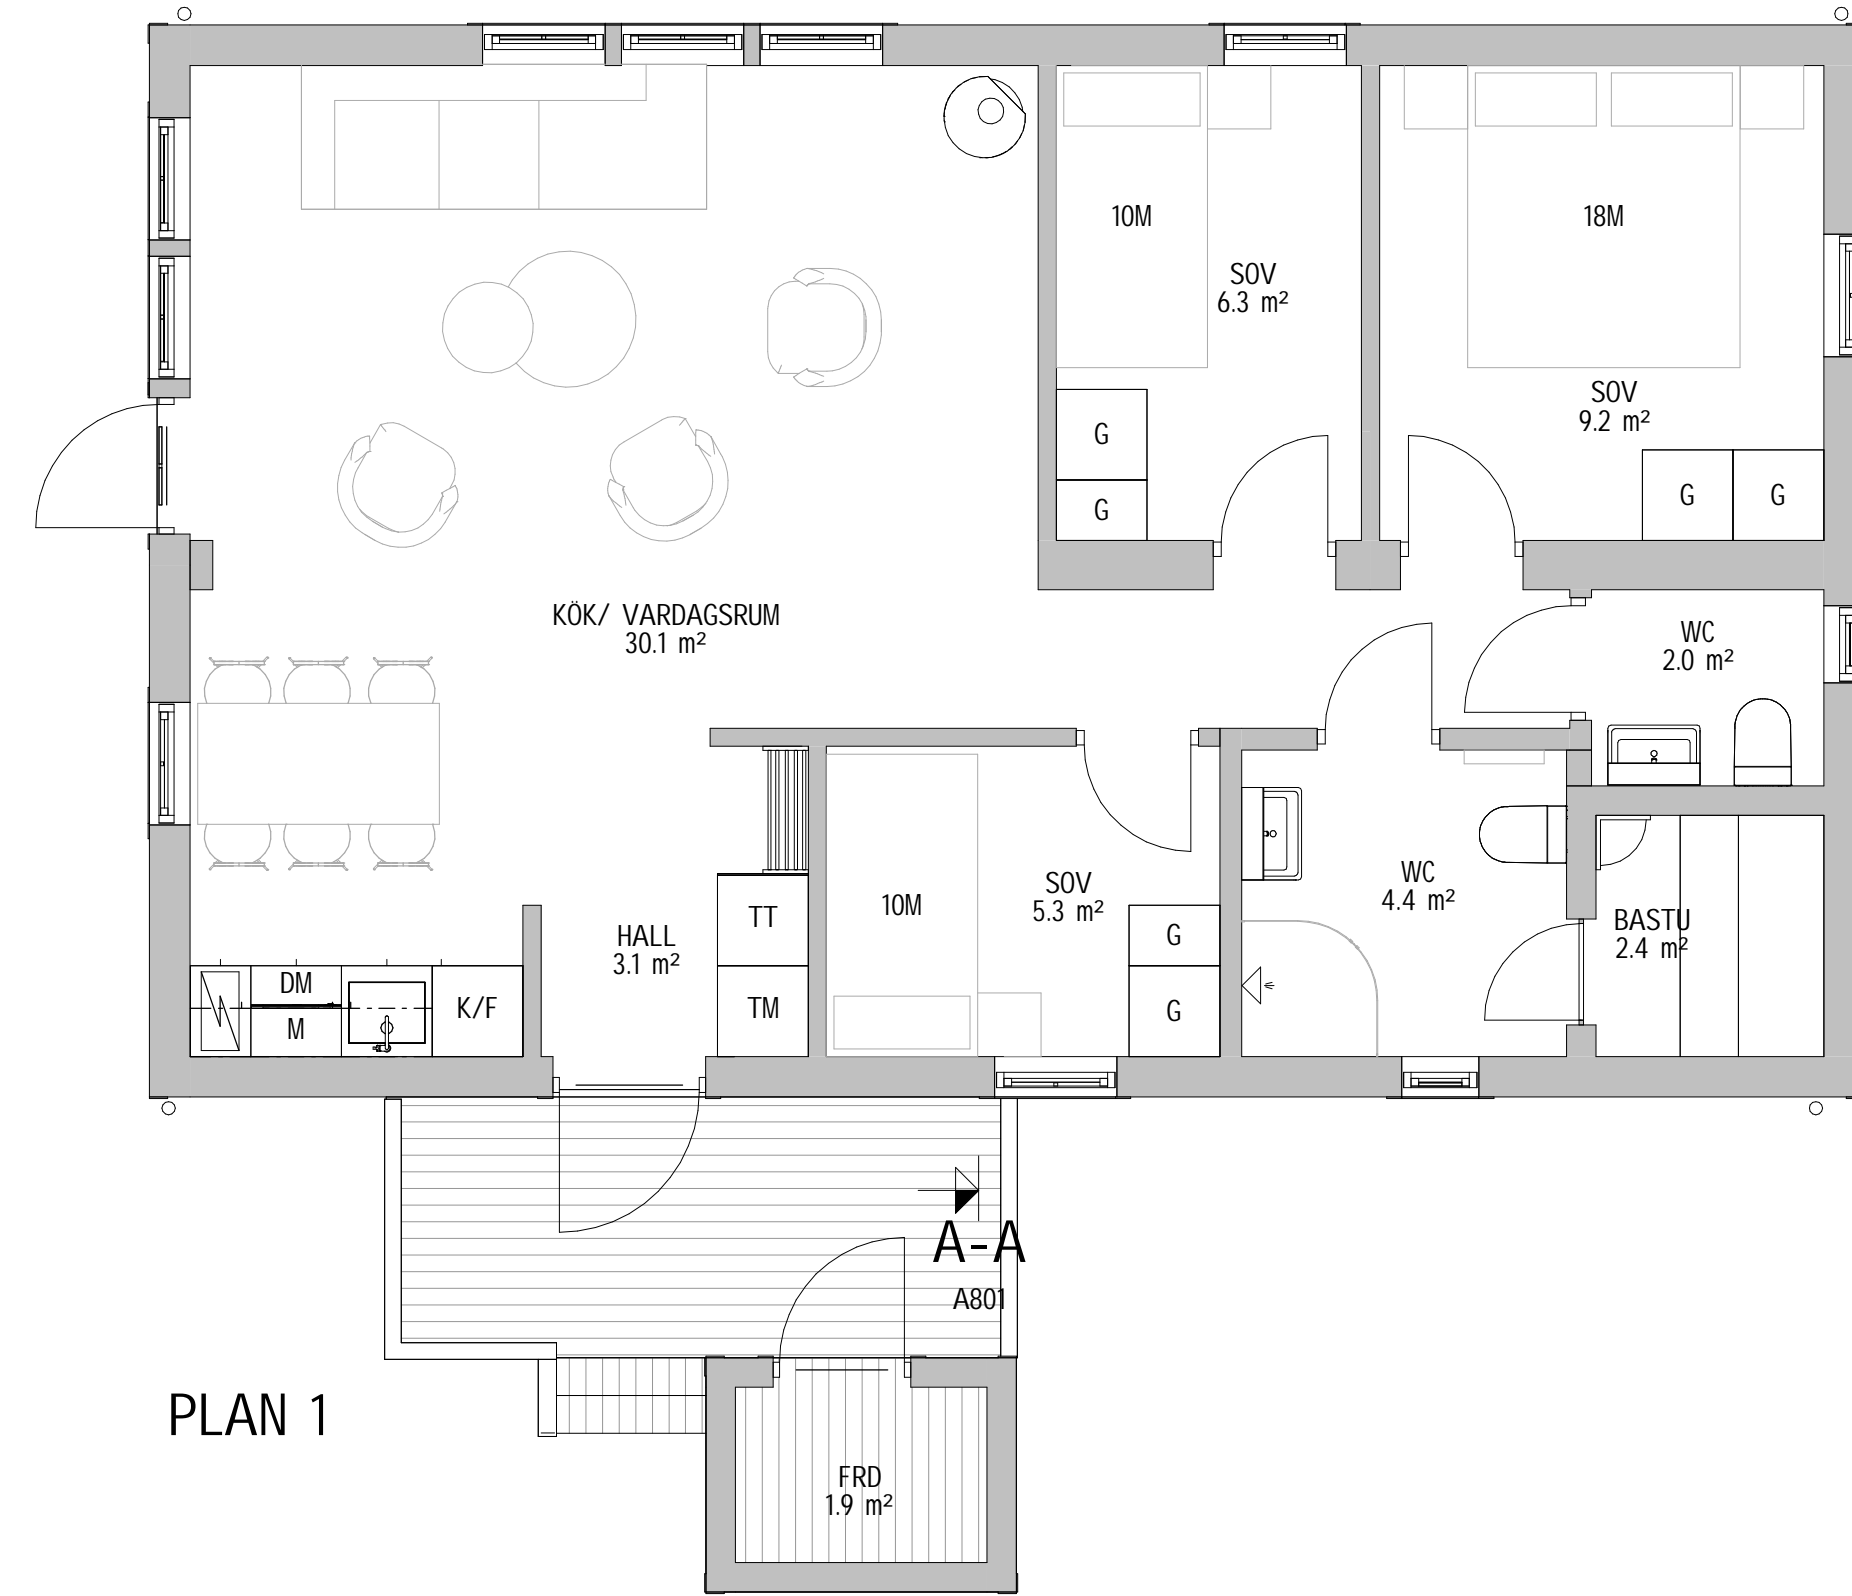 10M
18M
SOV
6.3 m²
SOV
9.2 m²
G
G
G
G
KÖK/ VARDAGSRUM
30.1 m²
WC
2.0 m²
SOV
5.3 m²
10M
WC
4.4 m²
TT
HALL
3.1 m²
G
BASTU
2.4 m²
DM
M
K/F
TM
G
A-A
A801
PLAN 1
FRD
1.9 m²